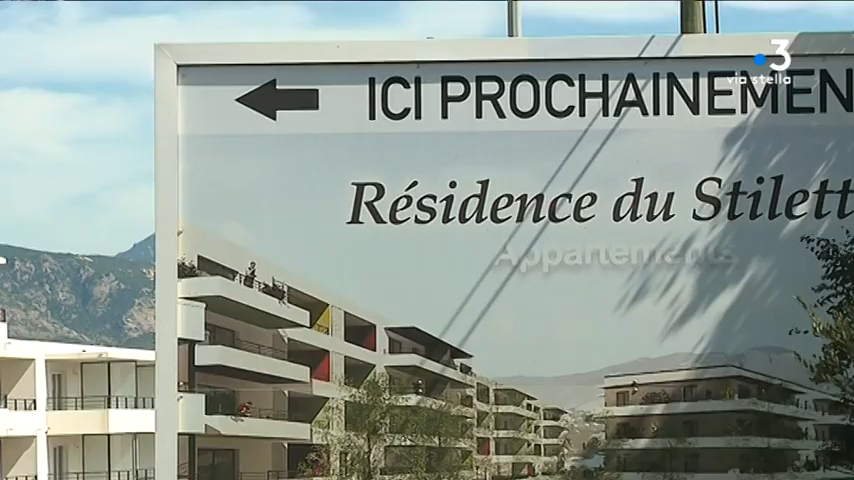 3
via stella
ICI PROCHAINEMEN
Résidence du Stilett
Appartements